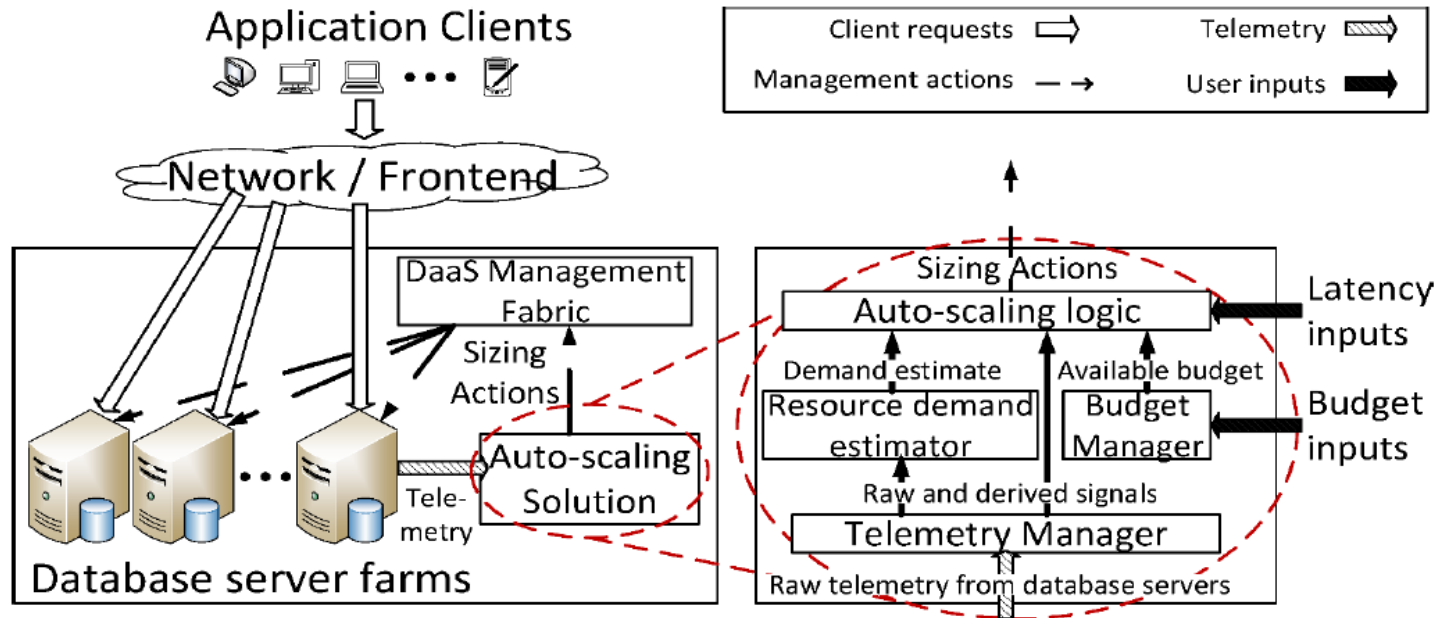 Application Clients
Network / Frontend
DaaS Management
Fabric
Sizing
Actions
Auto-scaling
Solution
Tele-
metry
Database server farms
Client requests
Telemetry
Management actions
User inputs
Sizing Actions
Auto-scaling logic
Latency
inputs
Demand estimate
Available budget
Resource demand
estimator
Budget
Manager
Budget
inputs
Raw and derived signals
Telemetry Manager
Raw telemetry from database servers